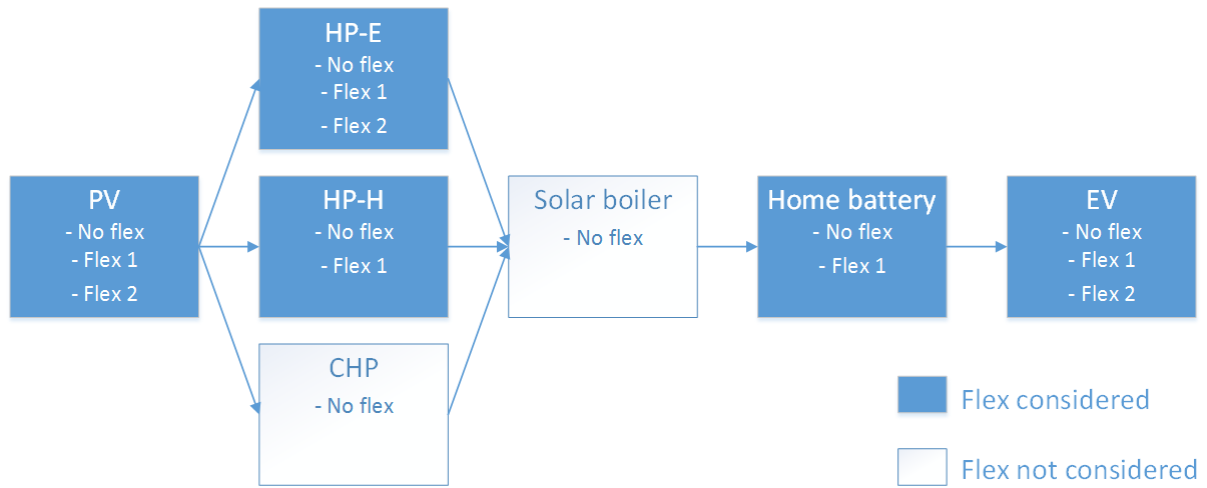 HP-E
- No flex
- Flex 1
- Flex 2
PV
- No flex
- Flex 1
- Flex 2
HP-H
- No flex
- Flex 1
Solar boiler
- No flex
Home battery
- No flex
- Flex 1
EV
- No flex
- Flex 1
- Flex 2
CHP
- No flex
Flex considered
Flex not considered